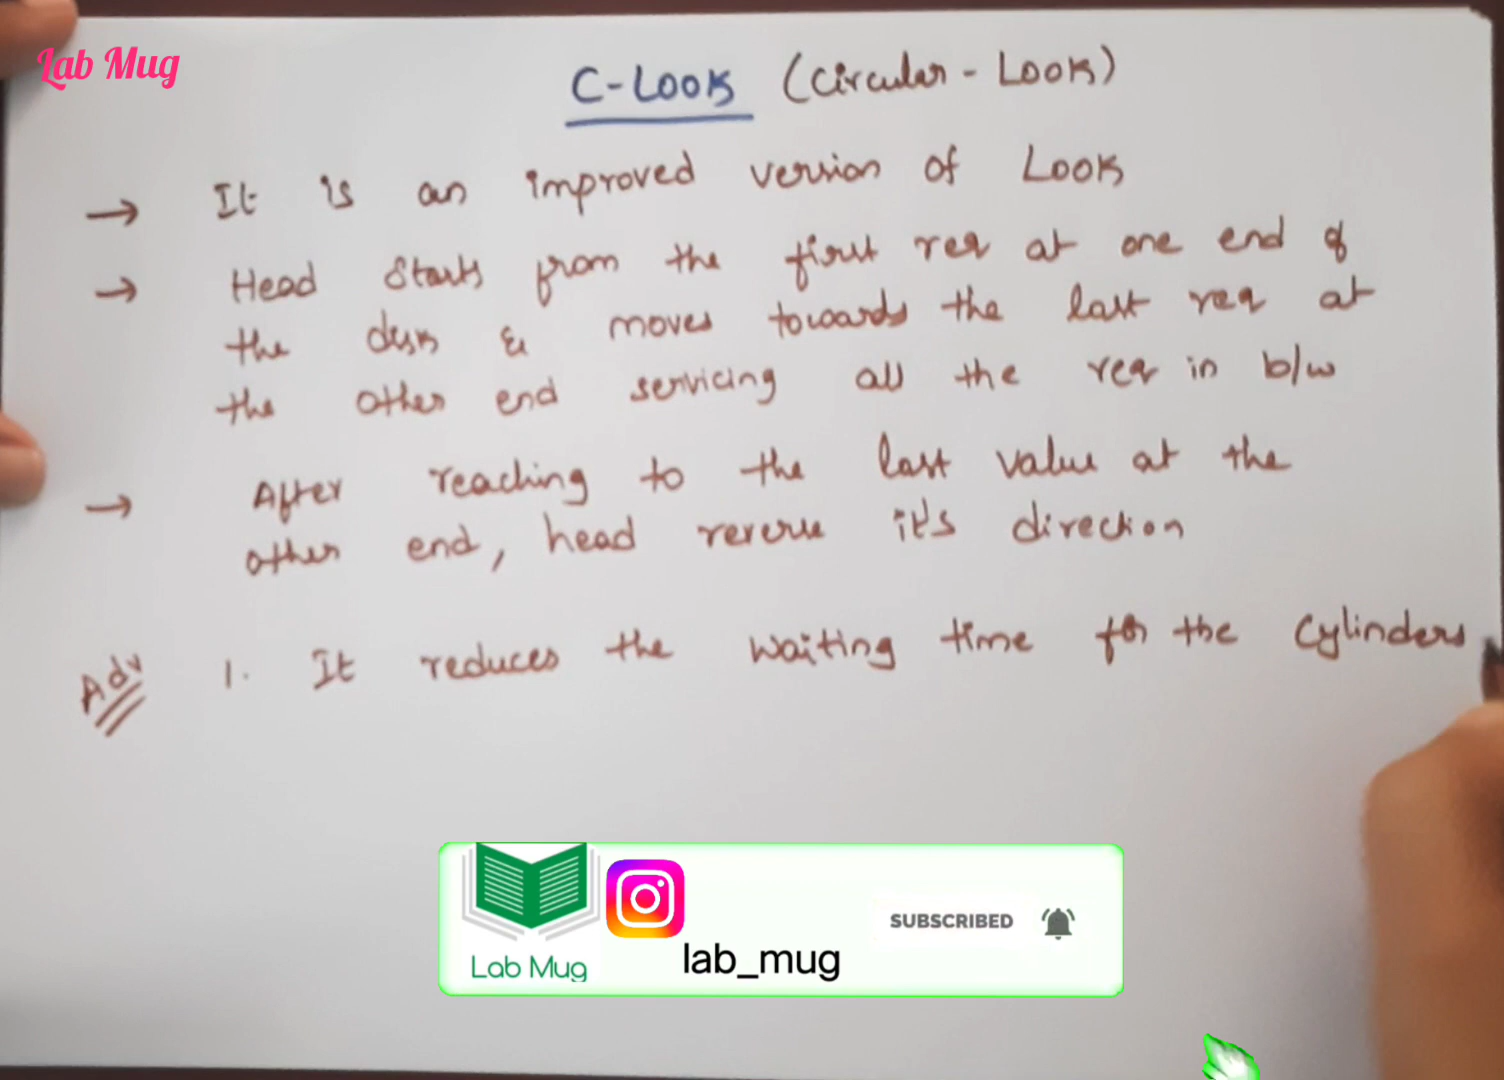 Lab Mug
C-LOOK (Circular - LOOK)
→ It is an improved version of LOOK
→ Head starts from the first req at one end of
the disk & moves towards the last req at
the other end servicing all the req in b/w
→ After reaching to the last value at the
other end, head reverse it's direction
Adv 1. It reduces the waiting time for the cylinders
Lab Mug
lab_mug
SUBSCRIBED